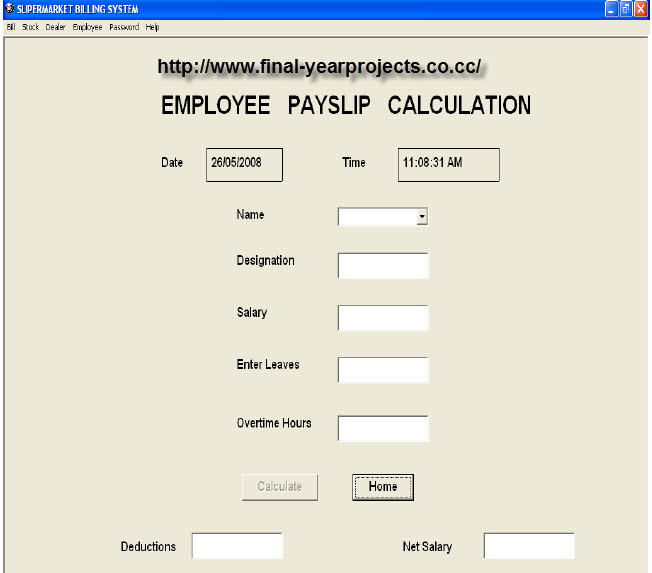 SUPERMARKET BILLING SYSTEM
Bill Stock Dealer Employee Password Help
http://www.final-yearprojects.co.cc/
EMPLOYEE PAYSLIP CALCULATION
Date 26/05/2008 Time 11:08:31 AM
Name
Designation
Salary
Enter Leaves
Overtime Hours
Calculate Home
Deductions Net Salary